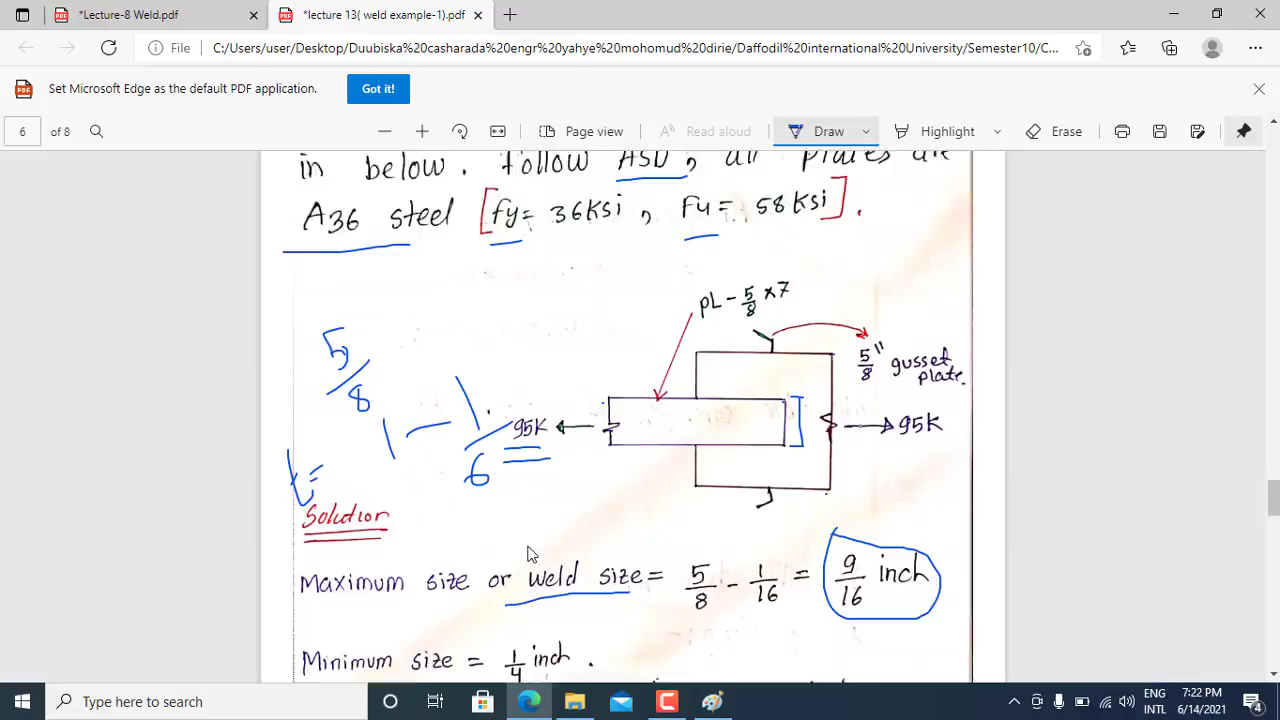 *Lecture-8 Weld.pdf
*lecture 13( weld example-1).pdf
File
C:/Users/user/Desktop/Duubiska%20casharada%20engr%20yahye%20mohomud%20dirie/Daffodil%20international%20University/Semester10/C...
Set Microsoft Edge as the default PDF application.
Got it!
6 of 8
Page view
Read aloud
Draw
Highlight
Erase
in below. Follow ASD, all plates are
A36 steel [fy= 36Ksi, Fu= 58Ksi].
PL-5/8 x7
5/8
5/8" gusset
plate.
95K
95K
1
1
6
t=
Solution
Maximum size or weld size = 5/8 - 1/16 = 9/16 inch
Minimum size = 1/4 inch.
Type here to search
ENG
7:22 PM
INTL
6/14/2021
4